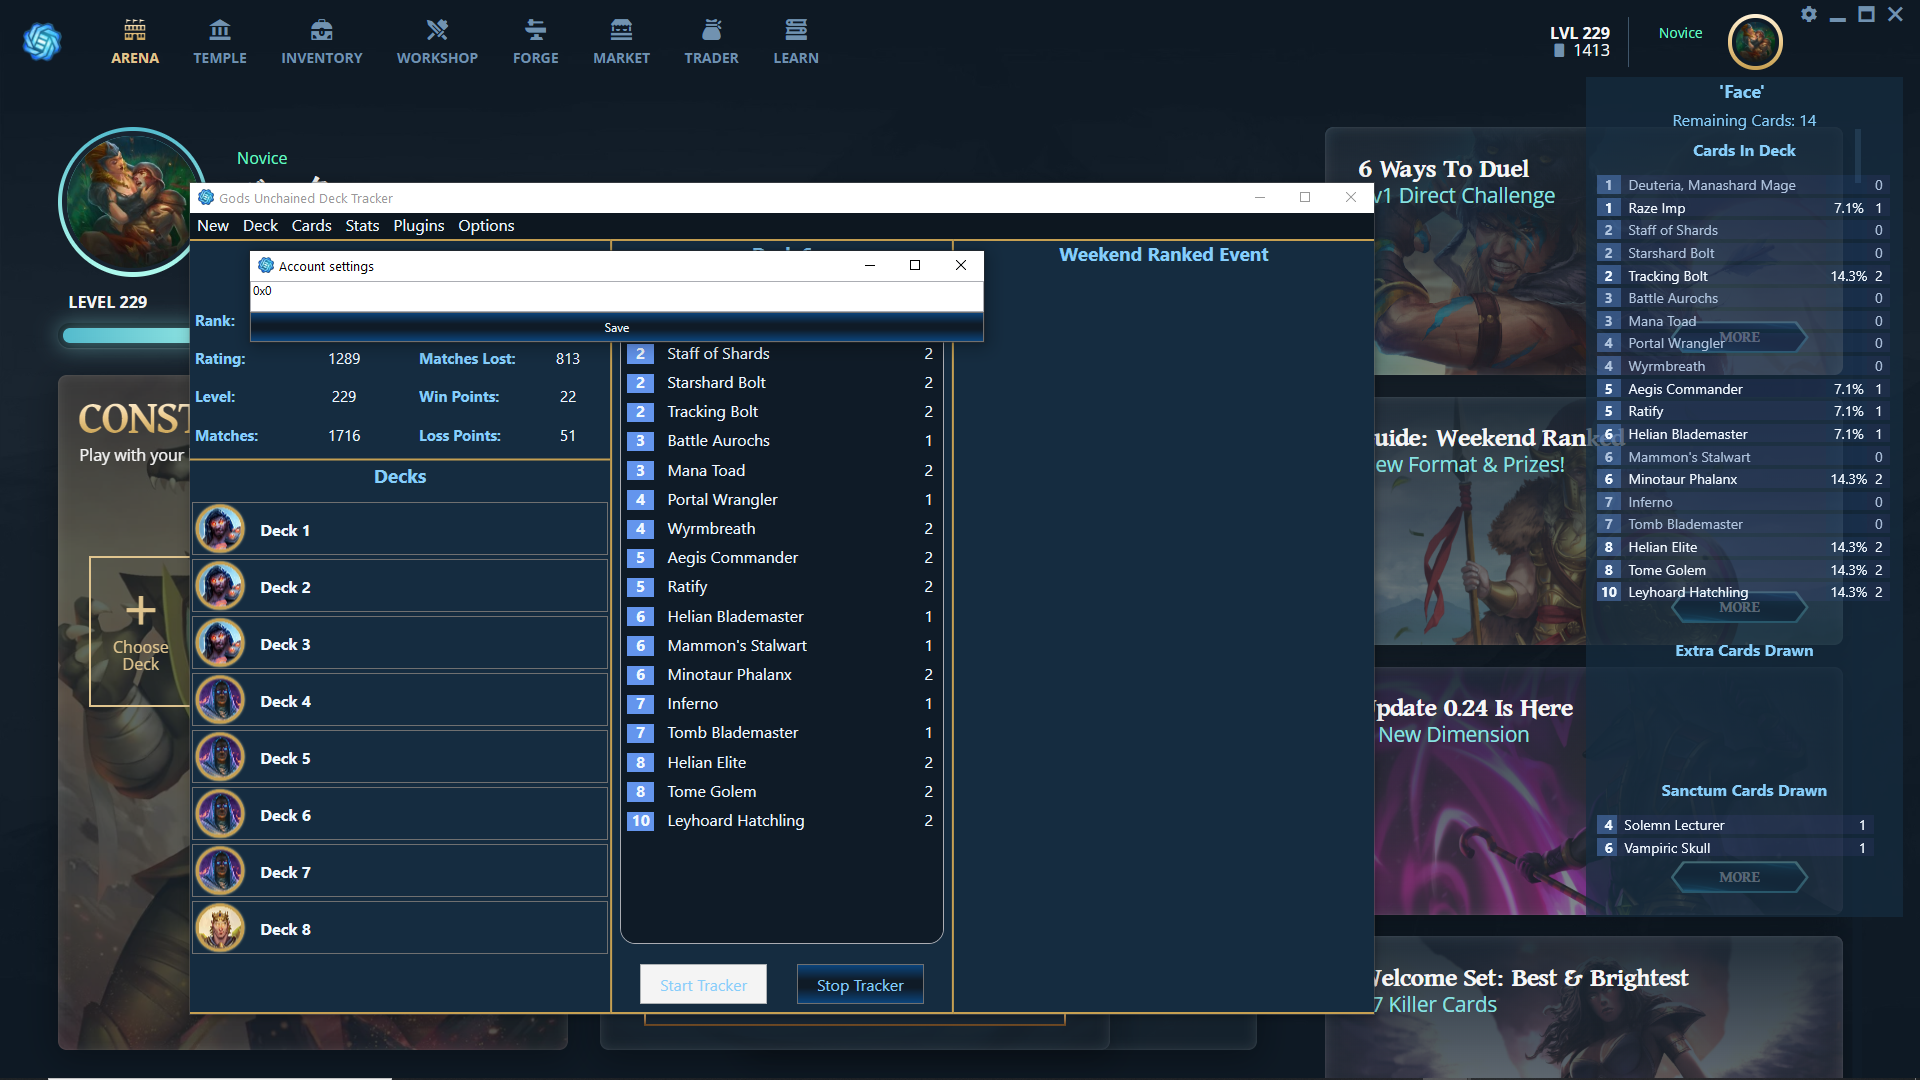 ARENA
TEMPLE
INVENTORY
WORKSHOP
FORGE
MARKET
TRADER
LEARN
LVL 229
1413
Novice
Novice
LEVEL 229
CONST
Play with your
+
Choose
Deck
Gods Unchained Deck Tracker
New Deck Cards Stats Plugins Options
Account settings
0x0
Save
Rank:
Rating: 1289 Matches Lost: 813
Level: 229 Win Points: 22
Matches: 1716 Loss Points: 51
Decks
Deck 1
Deck 2
Deck 3
Deck 4
Deck 5
Deck 6
Deck 7
Deck 8
2 Staff of Shards 2
2 Starshard Bolt 2
2 Tracking Bolt 2
3 Battle Aurochs 1
3 Mana Toad 2
4 Portal Wrangler 1
4 Wyrmbreath 2
5 Aegis Commander 2
5 Ratify 2
6 Helian Blademaster 1
6 Mammon's Stalwart 1
6 Minotaur Phalanx 2
7 Inferno 1
7 Tomb Blademaster 1
8 Helian Elite 2
8 Tome Golem 2
10 Leyhoard Hatchling 2
Start Tracker
Stop Tracker
Weekend Ranked Event
6 Ways To Duel
v1 Direct Challenge
MORE
uide: Weekend Ranked
ew Format & Prizes!
MORE
pdate 0.24 Is Here
New Dimension
MORE
Velcome Set: Best & Brightest
7 Killer Cards
'Face'
Remaining Cards: 14
Cards In Deck
1 Deuteria, Manashard Mage 0
1 Raze Imp 7.1% 1
2 Staff of Shards 0
2 Starshard Bolt 0
2 Tracking Bolt 14.3% 2
3 Battle Aurochs 0
3 Mana Toad 0
4 Portal Wrangler 0
4 Wyrmbreath 0
5 Aegis Commander 7.1% 1
5 Ratify 7.1% 1
6 Helian Blademaster 7.1% 1
6 Mammon's Stalwart 0
6 Minotaur Phalanx 14.3% 2
7 Inferno 0
7 Tomb Blademaster 0
8 Helian Elite 14.3% 2
8 Tome Golem 14.3% 2
10 Leyhoard Hatchling 14.3% 2
Extra Cards Drawn
Sanctum Cards Drawn
4 Solemn Lecturer 1
6 Vampiric Skull 1